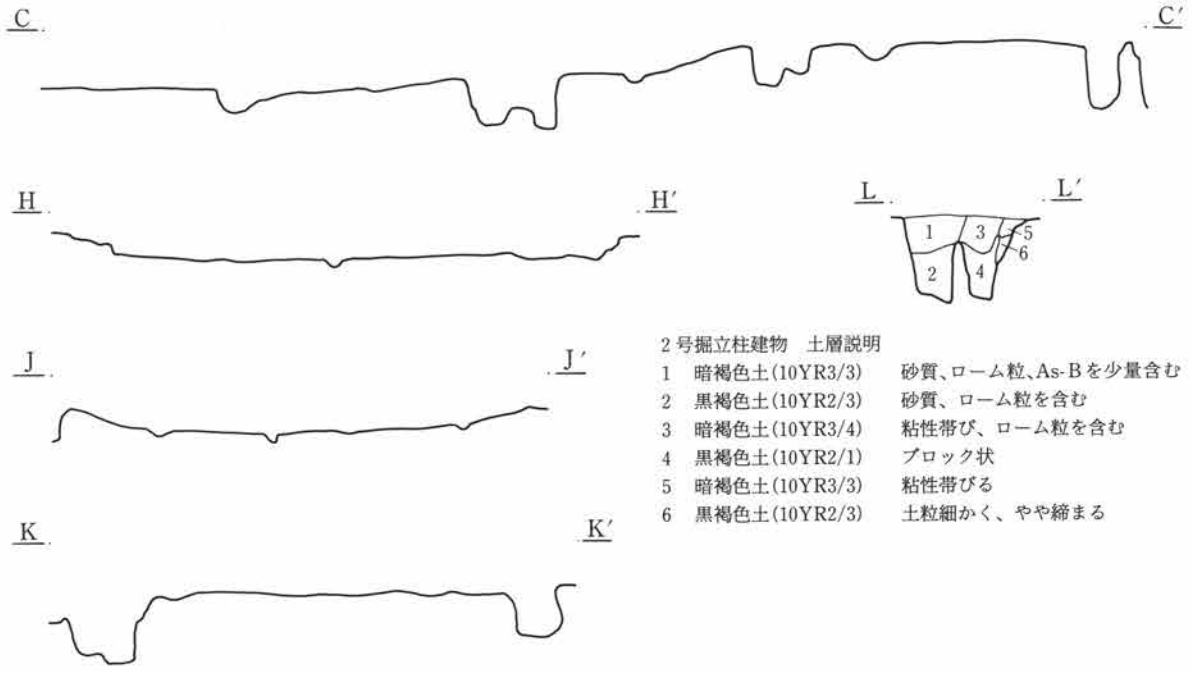 C C′
H H′
L L′
1 3 5
6
2 4
J J′
K K′
2号掘立柱建物 土層説明
1 暗褐色土(10YR3/3) 砂質、ローム粒、As-Bを少量含む
2 黒褐色土(10YR2/3) 砂質、ローム粒を含む
3 暗褐色土(10YR3/4) 粘性帯び、ローム粒を含む
4 黒褐色土(10YR2/1) ブロック状
5 暗褐色土(10YR3/3) 粘性帯びる
6 黒褐色土(10YR2/3) 土粒細かく、やや締まる